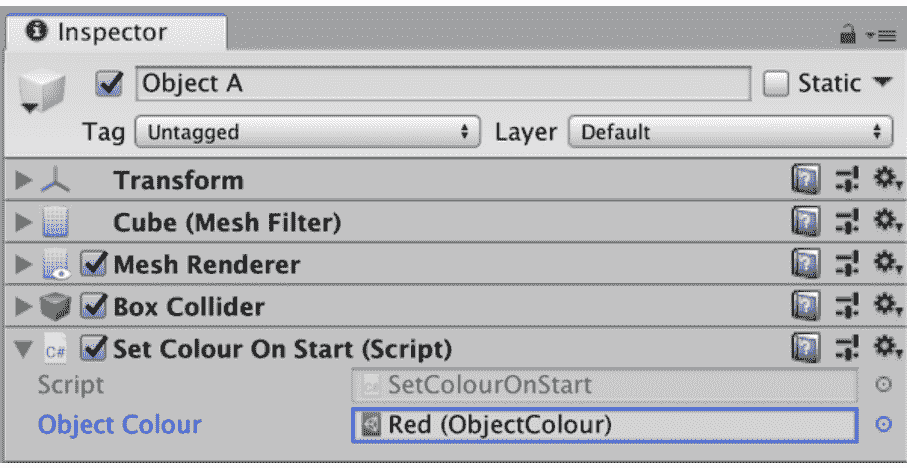 Inspector
Object A Static
Tag Untagged Layer Default
Transform
Cube (Mesh Filter)
Mesh Renderer
Box Collider
C# Set Colour On Start (Script)
Script SetColourOnStart
Object Colour Red (ObjectColour)